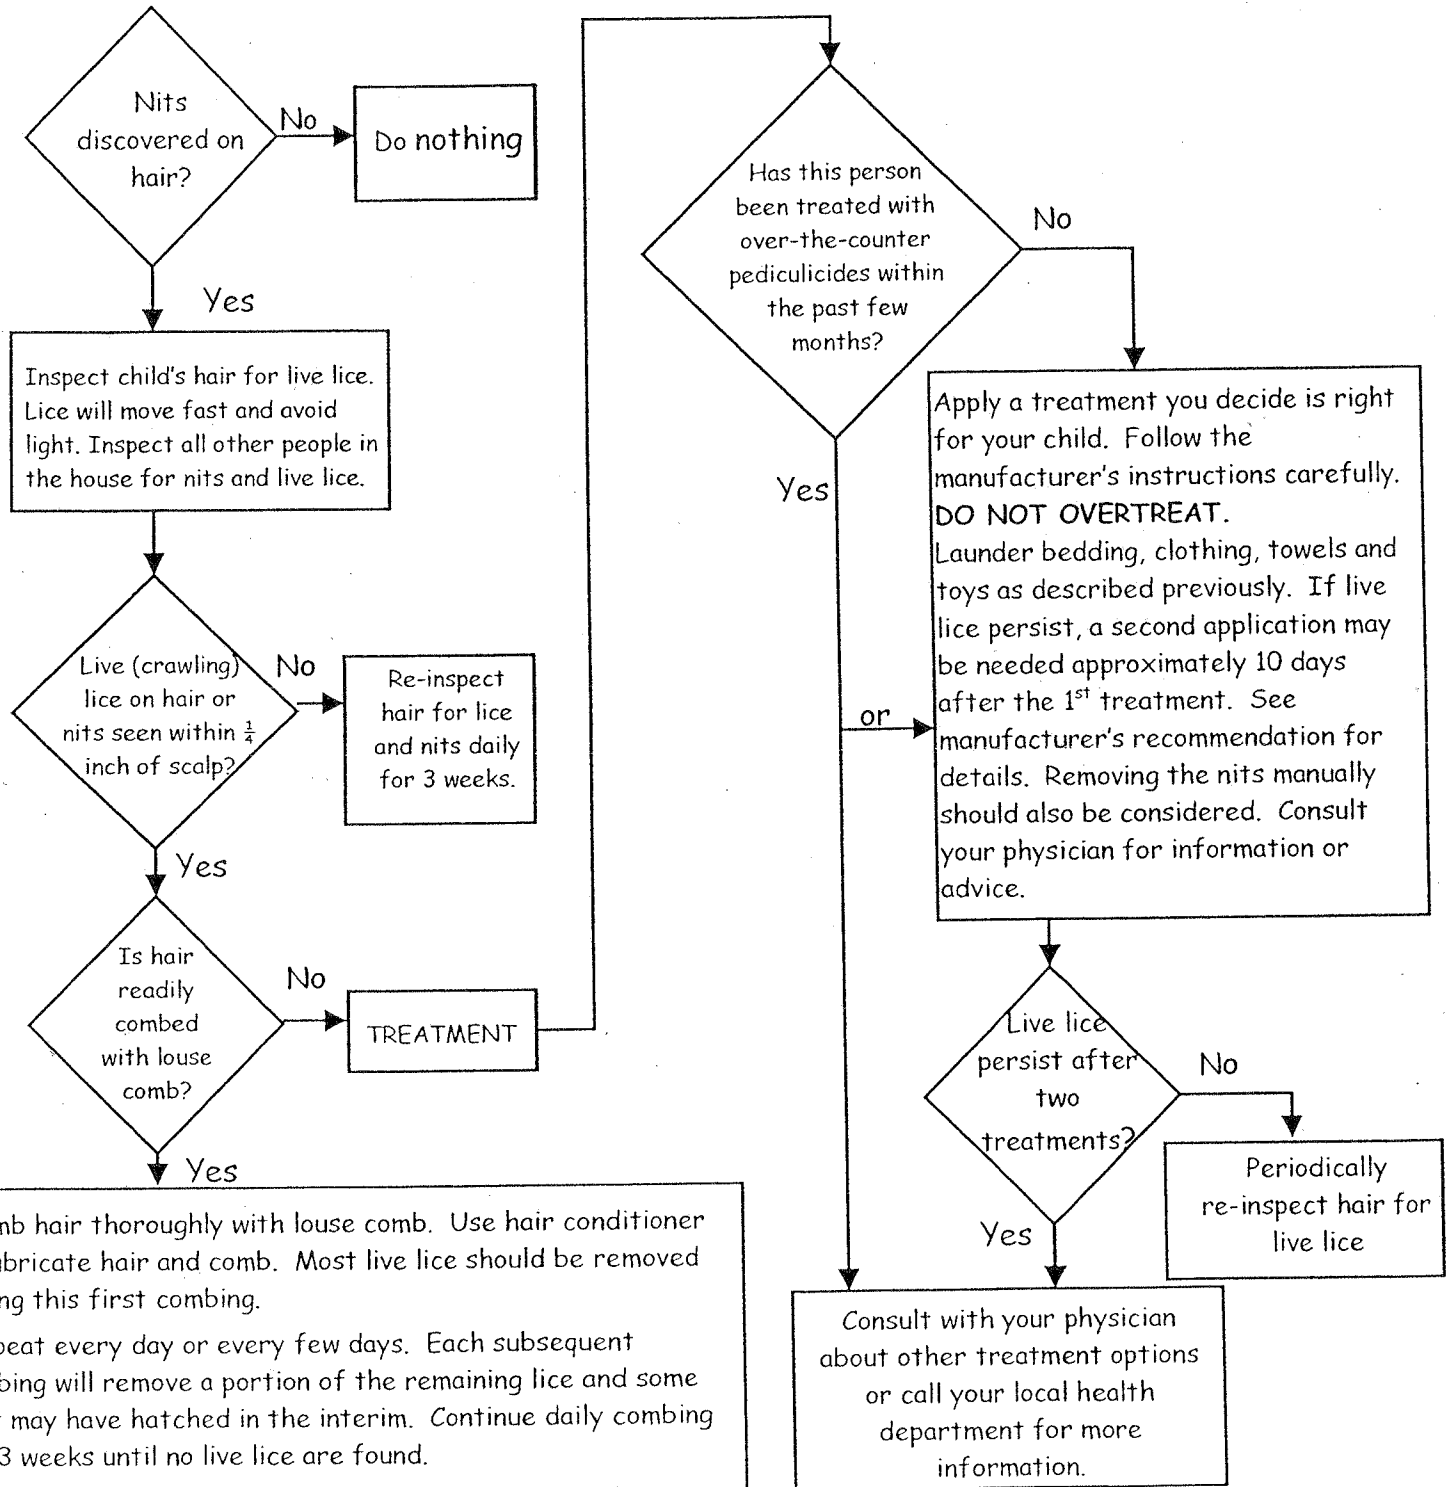 Nits
discovered on
hair?
No
Do nothing
Yes
Inspect child's hair for live lice.
Lice will move fast and avoid
light. Inspect all other people in
the house for nits and live lice.
Live (crawling)
lice on hair or
nits seen within ¼
inch of scalp?
No
Re-inspect
hair for lice
and nits daily
for 3 weeks.
Yes
Is hair
readily
combed
with louse
comb?
No
TREATMENT
Yes
mb hair thoroughly with louse comb. Use hair conditioner
ubricate hair and comb. Most live lice should be removed
ng this first combing.
peat every day or every few days. Each subsequent
bing will remove a portion of the remaining lice and some
t may have hatched in the interim. Continue daily combing
3 weeks until no live lice are found.
Has this person
been treated with
over-the-counter
pediculicides within
the past few
months?
No
Yes
or
Apply a treatment you decide is right
for your child. Follow the
manufacturer's instructions carefully.
DO NOT OVERTREAT.
Launder bedding, clothing, towels and
toys as described previously. If live
lice persist, a second application may
be needed approximately 10 days
after the 1st treatment. See
manufacturer's recommendation for
details. Removing the nits manually
should also be considered. Consult
your physician for information or
advice.
Live lice
persist after
two
treatments?
No
Periodically
re-inspect hair for
live lice
Yes
Consult with your physician
about other treatment options
or call your local health
department for more
information.